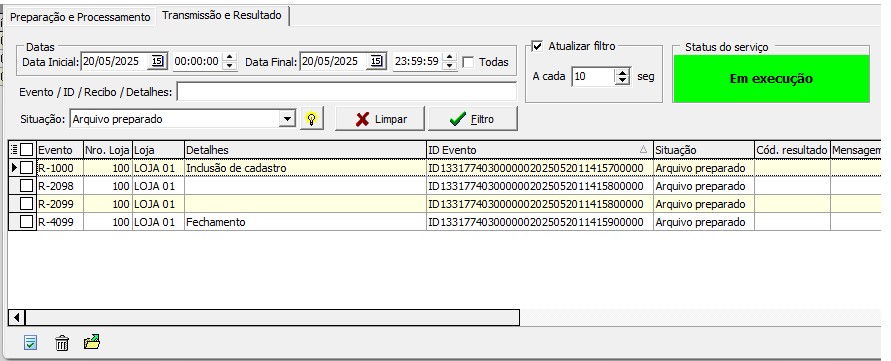 Preparação e Processamento Transmissão e Resultado
Datas Atualizar filtro Status do serviço
Data Inicial: 20/05/2025 15 00:00:00 Data Final: 20/05/2025 15 23:59:59 Todas
A cada 10 seg Em execução
Evento / ID / Recibo / Detalhes:
Situação: Arquivo preparado Limpar Filtro
Evento Nro. Loja Loja Detalhes ID Evento Situação Cód. resultado Mensagem
R-1000 100 LOJA 01 Inclusão de cadastro ID1331774030000002025052011415700000 Arquivo preparado
R-2098 100 LOJA 01 ID1331774030000002025052011415800000 Arquivo preparado
R-2099 100 LOJA 01 ID1331774030000002025052011415800000 Arquivo preparado
R-4099 100 LOJA 01 Fechamento ID1331774030000002025052011415900000 Arquivo preparado